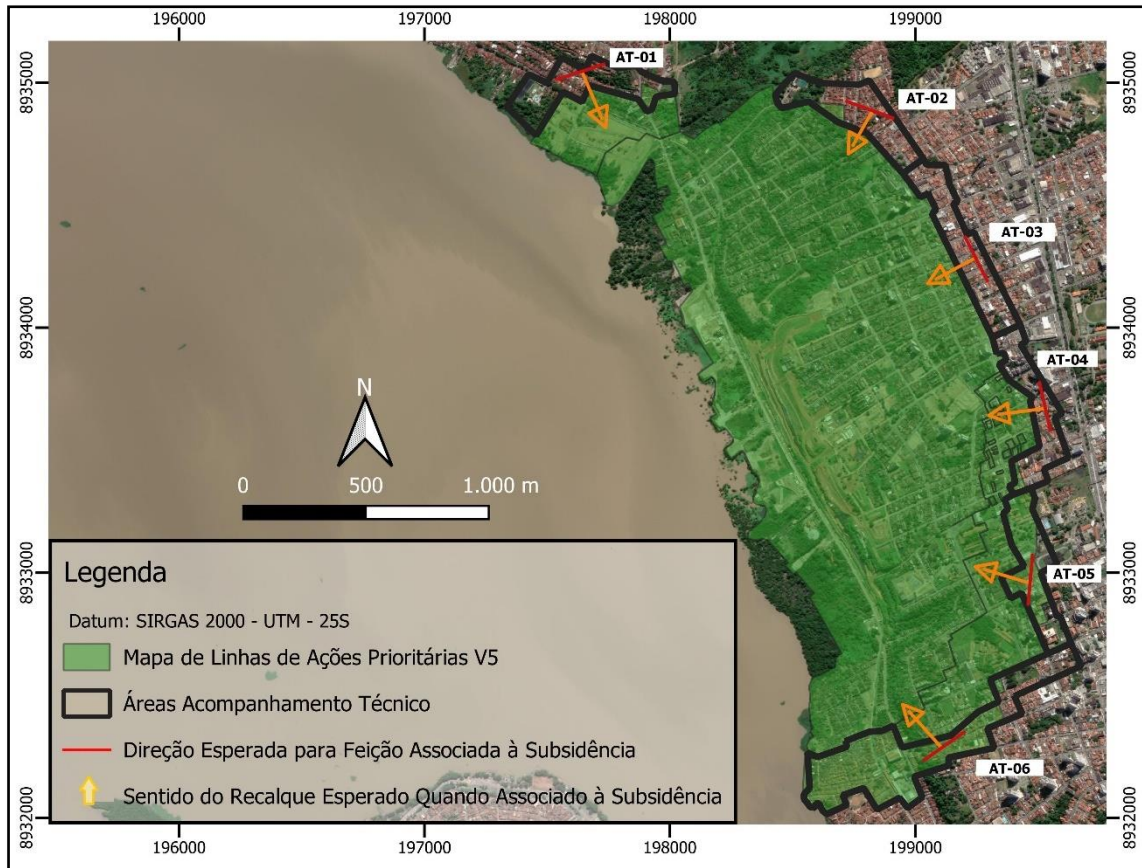 196000
197000
198000
199000
8935000
8935000
AT-01
AT-02
AT-03
8934000
8934000
AT-04
N
0
500
1.000 m
8933000
8933000
AT-05
AT-06
Legenda
Datum: SIRGAS 2000 - UTM - 25S
Mapa de Linhas de Ações Prioritárias V5
Áreas Acompanhamento Técnico
Direção Esperada para Feição Associada à Subsidência
Sentido do Recalque Esperado Quando Associado à Subsidência
8932000
8932000
196000
197000
198000
199000